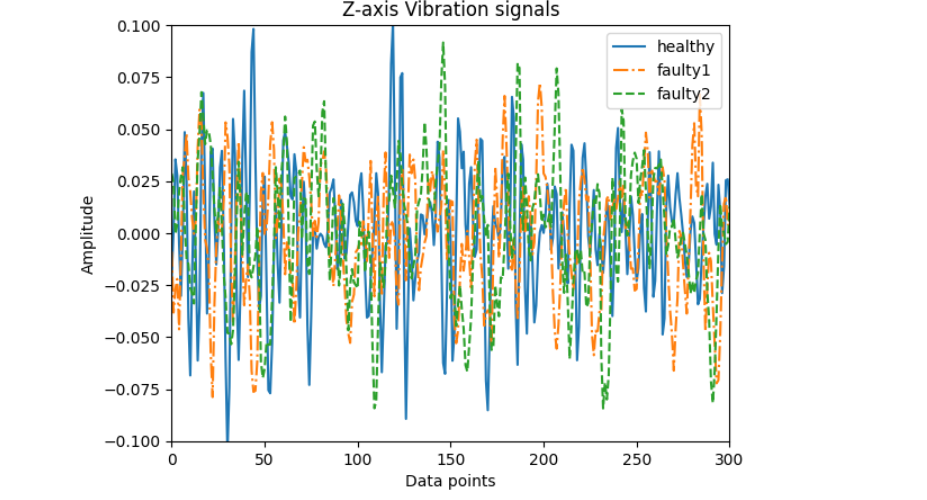 Z-axis Vibration signals
healthy
faulty1
faulty2
Amplitude
0.100
0.075
0.050
0.025
0.000
−0.025
−0.050
−0.075
−0.100
0 50 100 150 200 250 300
Data points